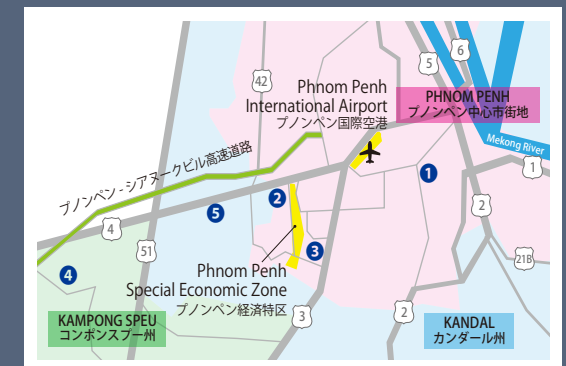 42
5
6
Phnom Penh
International Airport
プノンペン国際空港
PHNOM PENH
プノンペン中心市街地
Mekong River
1
プノンペン-シアヌークビル高速道路
1
2
5
2
4
51
3
4
21B
Phnom Penh
Special Economic Zone
プノンペン経済特区
3
2
KAMPONG SPEU
コンポンスプー州
KANDAL
カンダール州